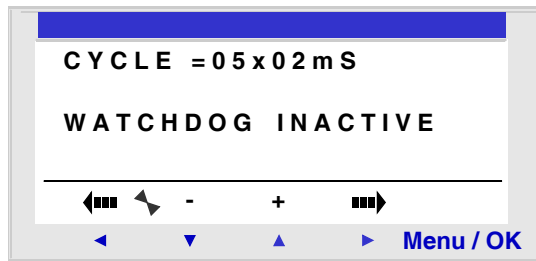 CYCLE =05x02mS
WATCHDOG INACTIVE
- +
Menu / OK